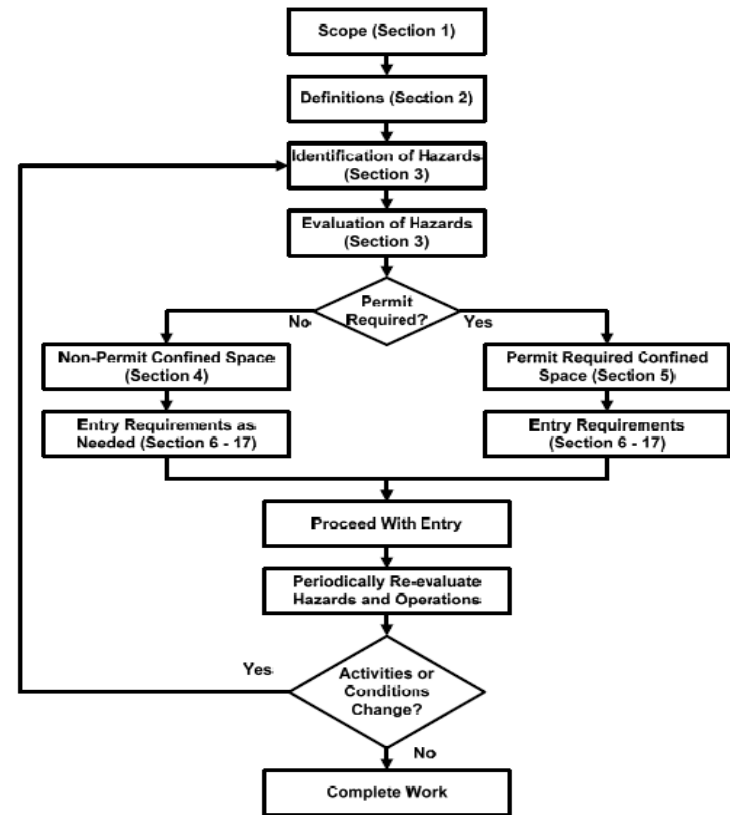 Scope (Section 1)
Definitions (Section 2)
Identification of Hazards
(Section 3)
Evaluation of Hazards
(Section 3)
Permit
Required?
No
Yes
Non-Permit Confined Space
(Section 4)
Permit Required Confined
Space (Section 5)
Entry Requirements as
Needed (Section 6 - 17)
Entry Requirements
(Section 6 - 17)
Proceed With Entry
Periodically Re-evaluate
Hazards and Operations
Yes
Activities or
Conditions
Change?
No
Complete Work